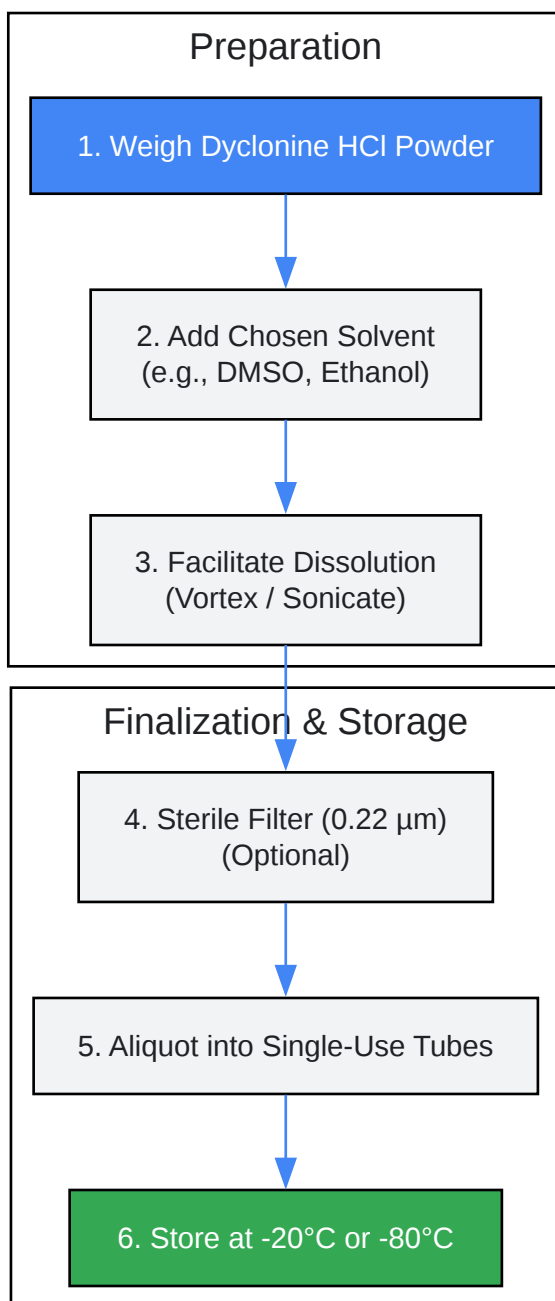 Preparation
1. Weigh Dyclonine HCl Powder
2. Add Chosen Solvent
(e.g., DMSO, Ethanol)
3. Facilitate Dissolution
(Vortex / Sonicate)
Finalization & Storage
4. Sterile Filter (0.22 µm)
(Optional)
5. Aliquot into Single-Use Tubes
6. Store at -20°C or -80°C